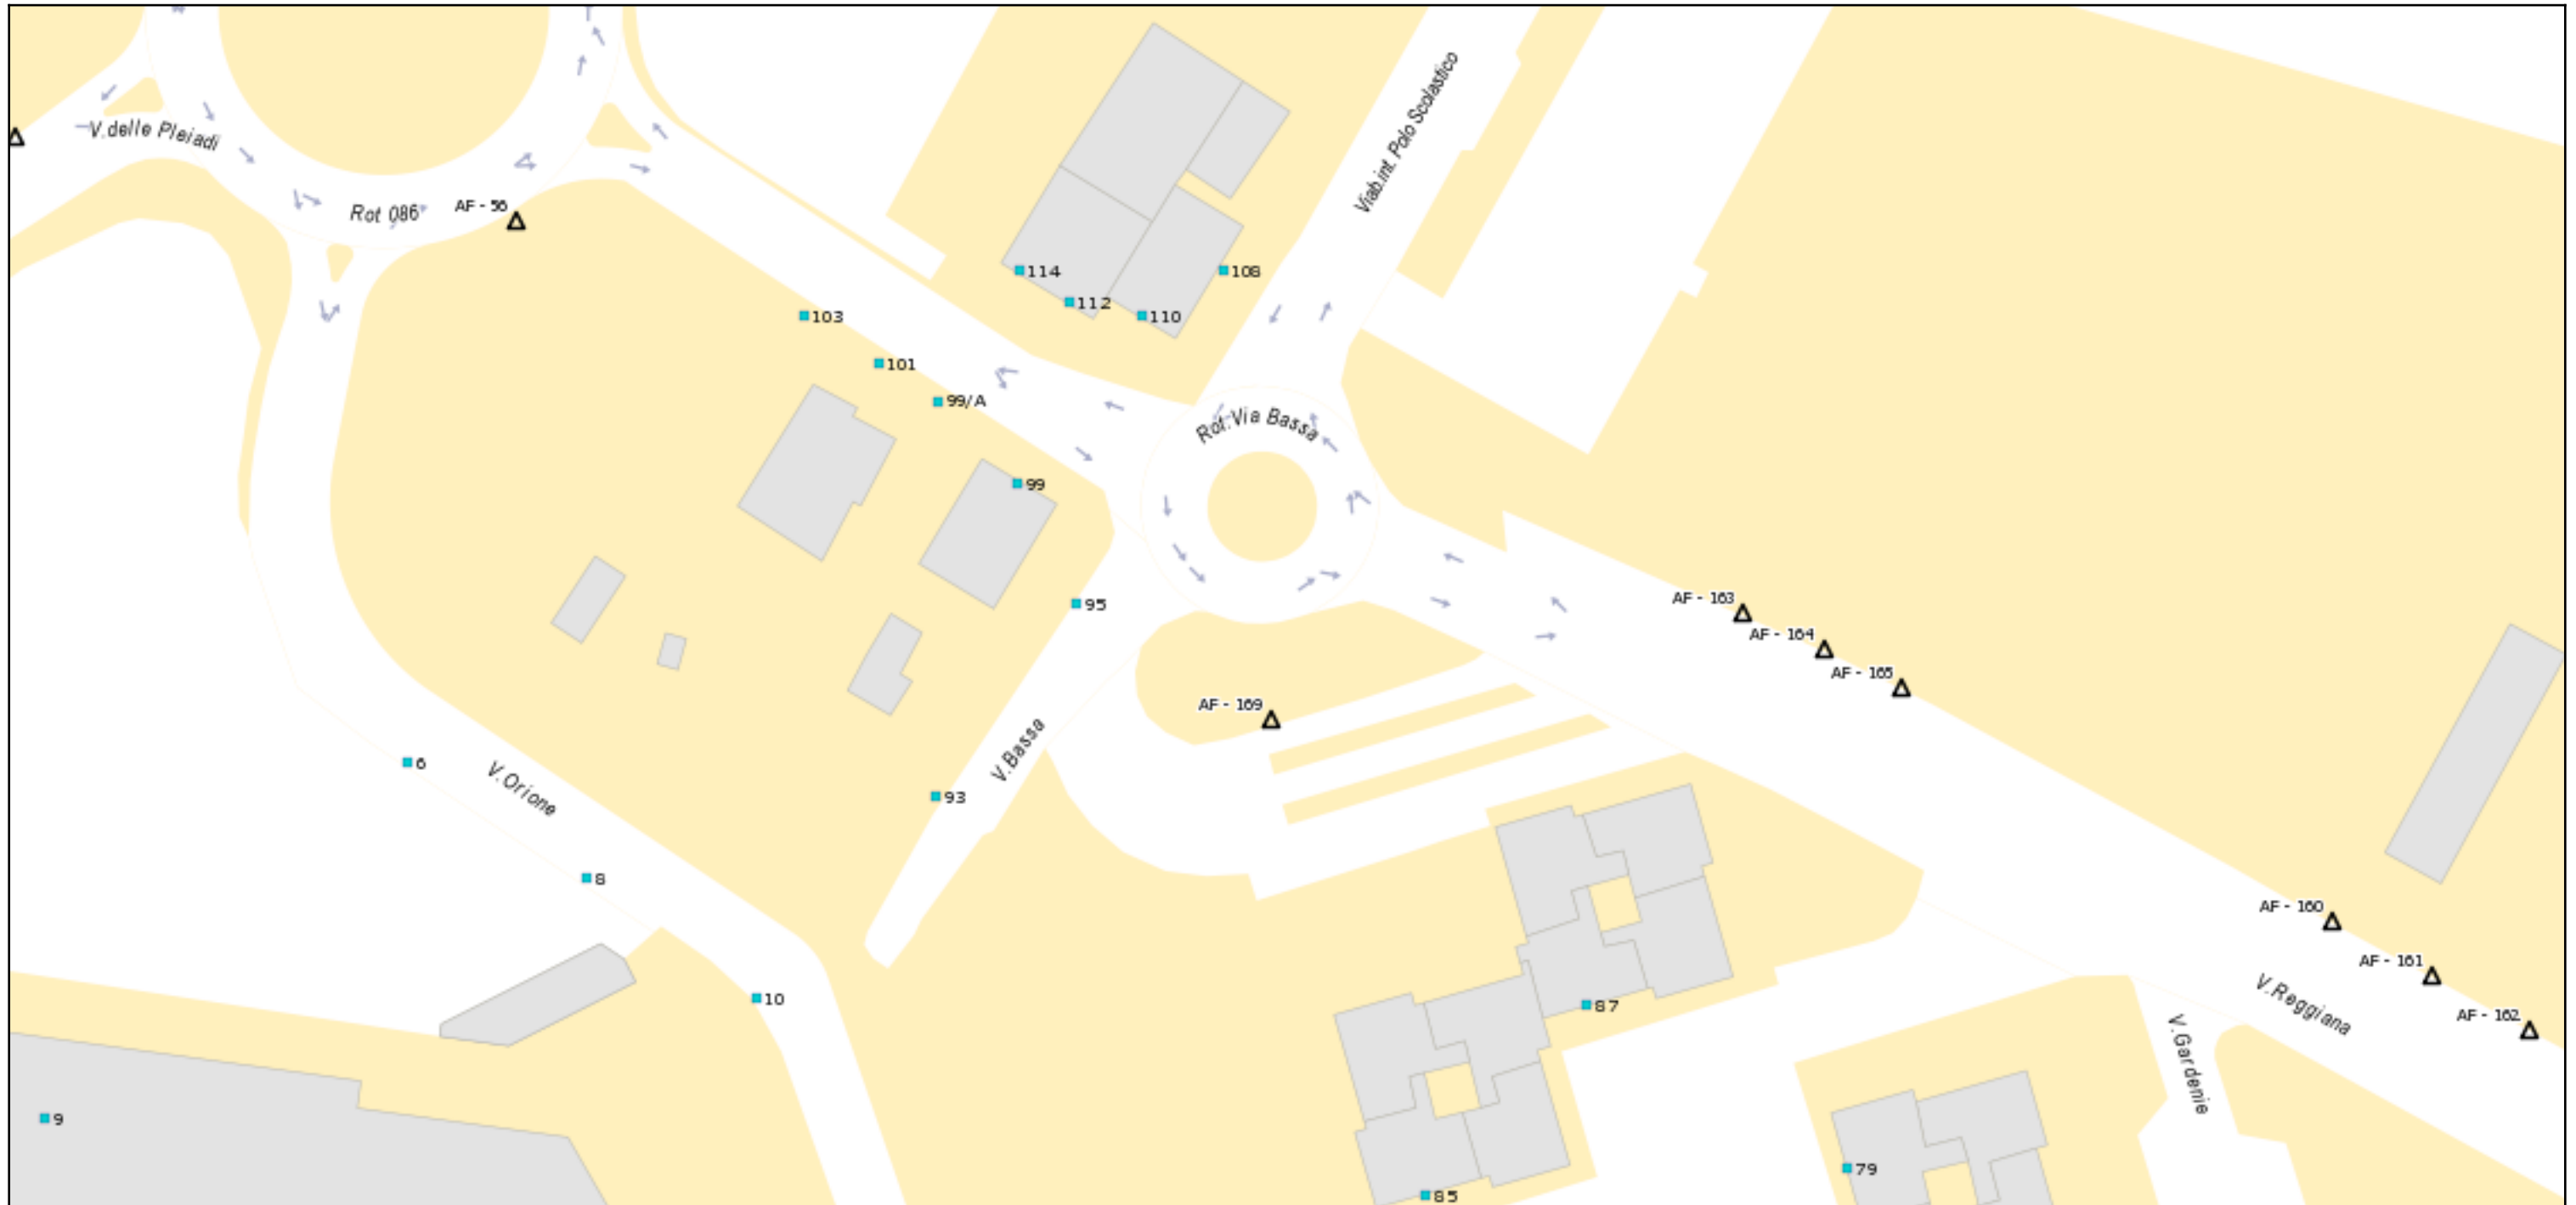 Viab.int. Polo Scolastico
V.delle Pleiadi
Rot 086
AF - 56
114
108
112
110
103
101
99/A
Rot.Via Bassa
99
AF - 163
95
AF - 164
AF - 165
AF - 169
V.Bassa
6
V.Orione
93
8
AF - 160
AF - 161
10
87
V.Reggiana
AF - 162
V.Gardenie
9
79
85